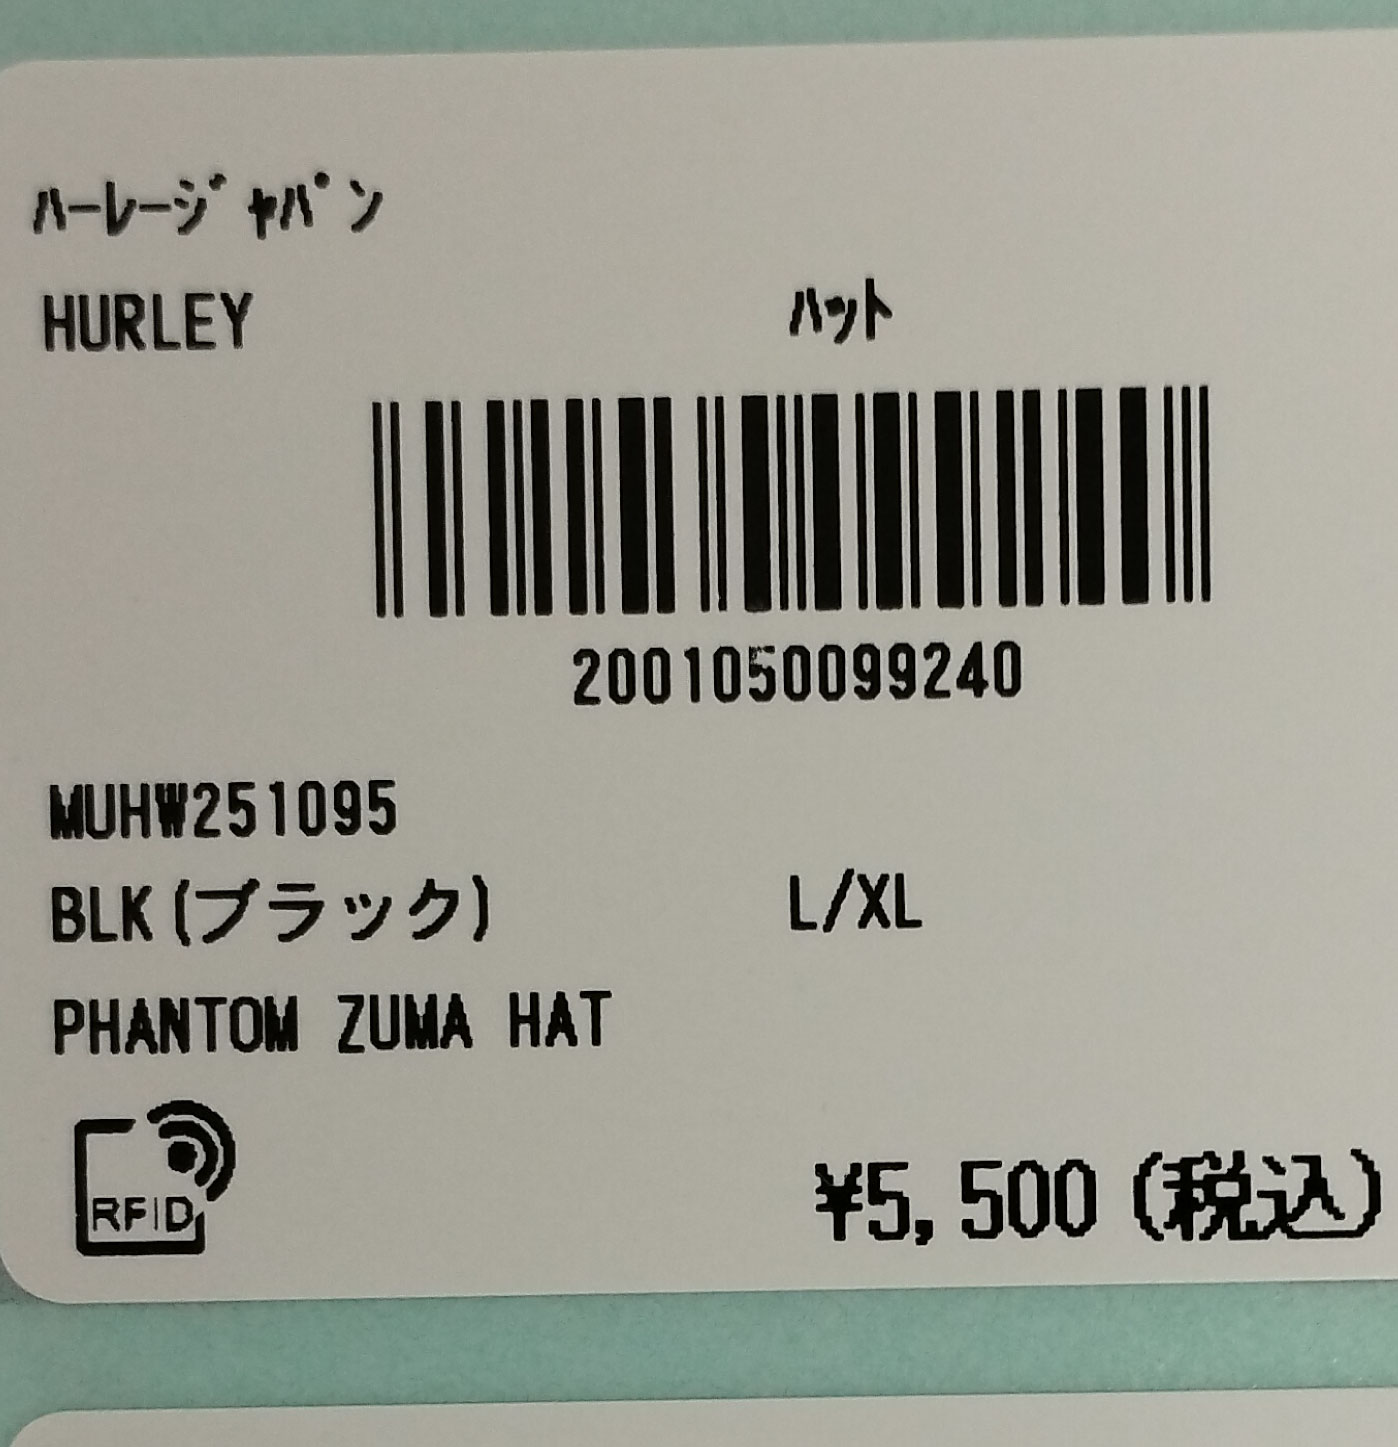 ﾊｰﾚｰｼﾞｬﾊﾟﾝ
HURLEY ﾊｯﾄ
2001050099240
MUHW251095
BLK(ブラック) L/XL
PHANTOM ZUMA HAT
RFID
¥5,500(税込)